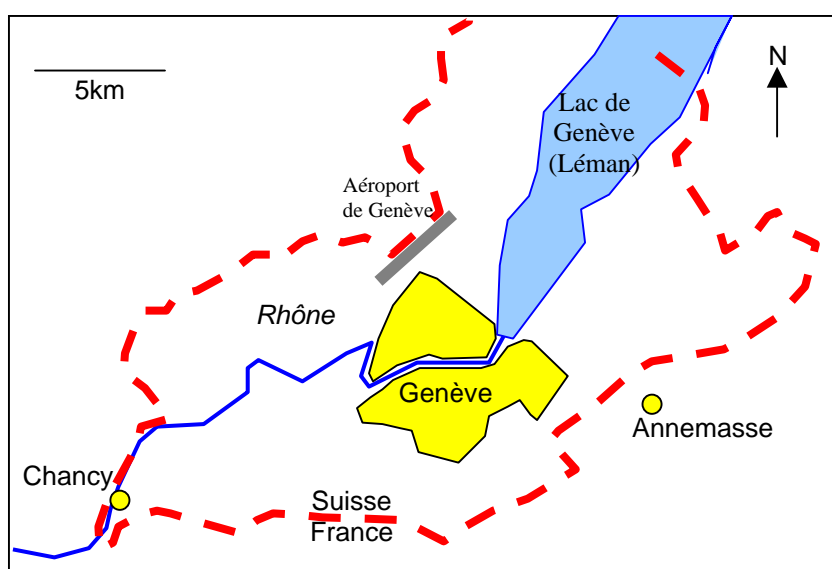 5km
N
Lac de
Genève
(Léman)
Aéroport
de Genève
Rhône
Genève
Annemasse
Chancy
Suisse
France